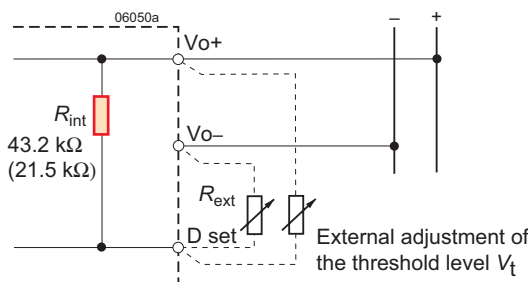 06050a
– +
Vo+
Rint
43.2 kΩ
(21.5 kΩ)
Vo–
Rext
D set
External adjustment of
the threshold level Vt